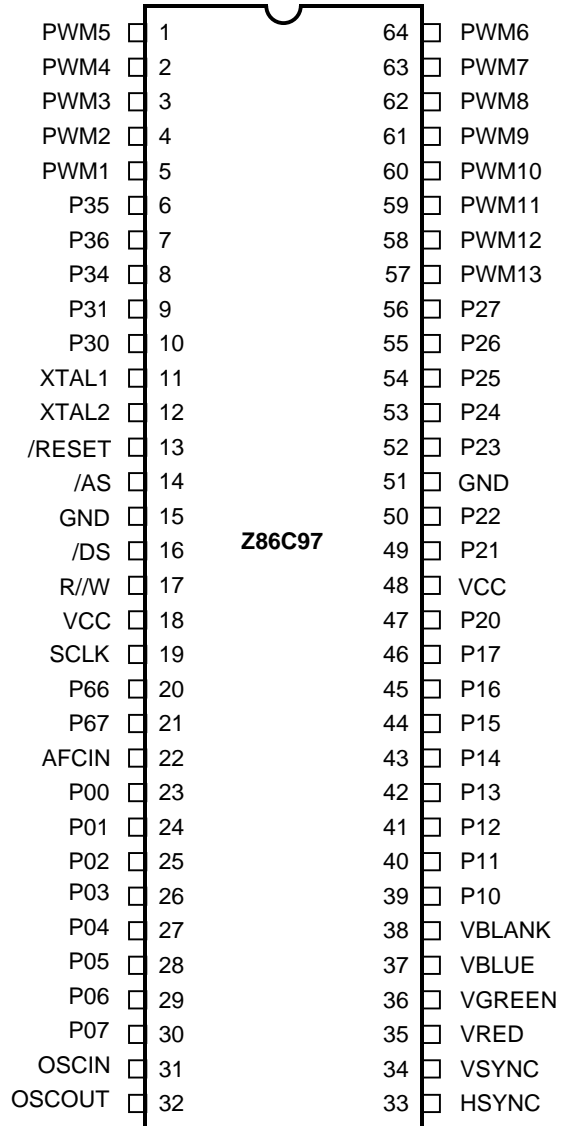 PWM5 1 64 PWM6
PWM4 2 63 PWM7
PWM3 3 62 PWM8
PWM2 4 61 PWM9
PWM1 5 60 PWM10
P35 6 59 PWM11
P36 7 58 PWM12
P34 8 57 PWM13
P31 9 56 P27
P30 10 55 P26
XTAL1 11 54 P25
XTAL2 12 53 P24
/RESET 13 52 P23
/AS 14 51 GND
GND 15 50 P22
Z86C97
/DS 16 49 P21
R//W 17 48 VCC
VCC 18 47 P20
SCLK 19 46 P17
P66 20 45 P16
P67 21 44 P15
AFCIN 22 43 P14
P00 23 42 P13
P01 24 41 P12
P02 25 40 P11
P03 26 39 P10
P04 27 38 VBLANK
P05 28 37 VBLUE
P06 29 36 VGREEN
P07 30 35 VRED
OSCIN 31 34 VSYNC
OSCOUT 32 33 HSYNC